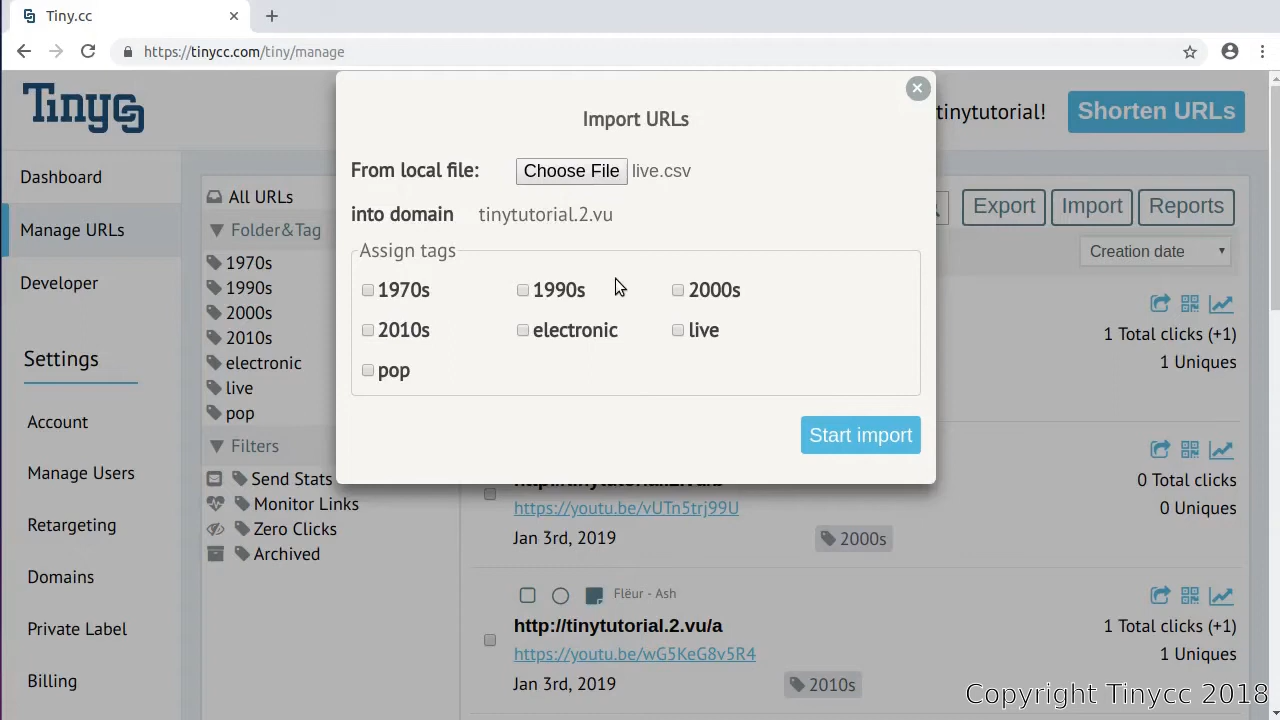 Tiny.cc
https://tinycc.com/tiny/manage
Tinycc
tinytutorial!
Shorten URLs
Import URLs
From local file:
Choose File
live.csv
into domain
tinytutorial.2.vu
Assign tags
1970s
1990s
2000s
2010s
electronic
live
pop
Start import
Dashboard
Manage URLs
Developer
Settings
Account
Manage Users
Retargeting
Domains
Private Label
Billing
All URLs
Folder&Tag
1970s
1990s
2000s
2010s
electronic
live
pop
Filters
Send Stats
Monitor Links
Zero Clicks
Archived
Export
Import
Reports
Creation date
1 Total clicks (+1)
1 Uniques
https://youtu.be/vUTn5trj99U
Jan 3rd, 2019
2000s
0 Total clicks
0 Uniques
Flëur - Ash
http://tinytutorial.2.vu/a
https://youtu.be/wG5KeG8v5R4
Jan 3rd, 2019
2010s
1 Total clicks (+1)
1 Uniques
Copyright Tinycc 2018